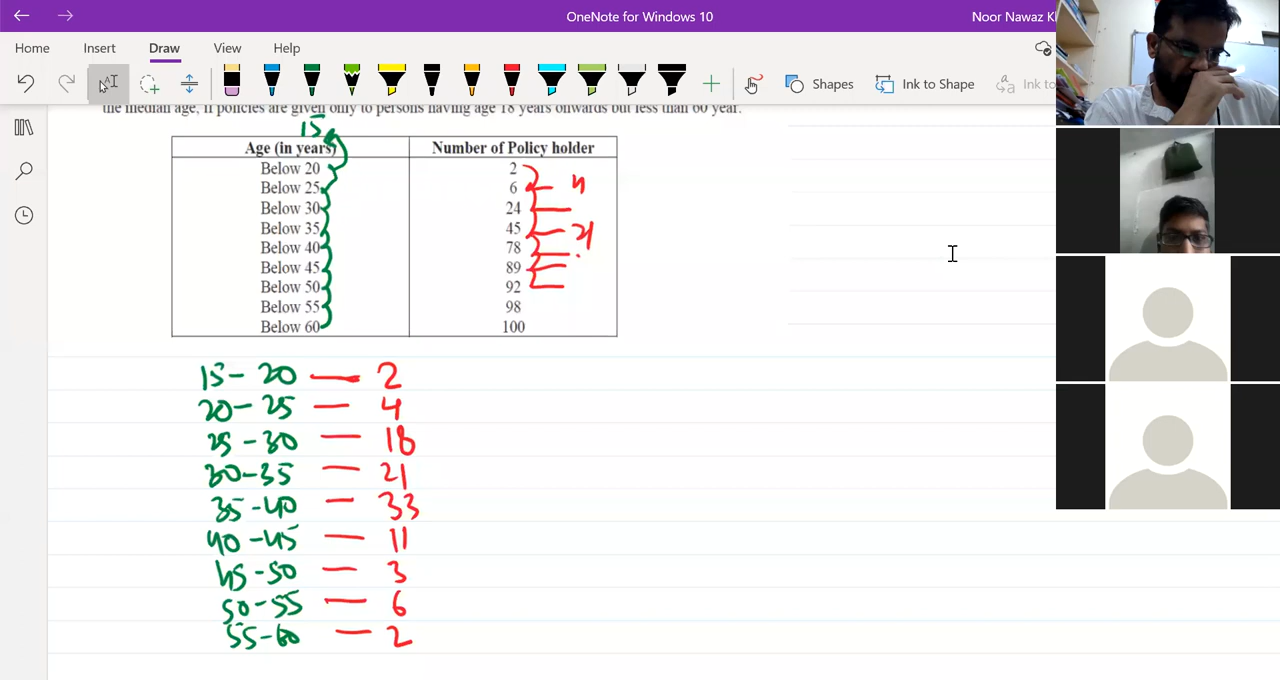 OneNote for Windows 10
Noor Nawaz Kh
Home Insert Draw View Help
Shapes Ink to Shape Ink to
the median age, if policies are given only to persons having age 18 years onwards but less than 60 year.
15
Age (in years) Number of Policy holder
Below 20 2
Below 25 6 4
Below 30 24
Below 35 45 21
Below 40 78
Below 45 89
Below 50 92
Below 55 98
Below 60 100
15 - 20 — 2
20 - 25 — 4
25 - 30 — 18
30 - 35 — 21
35 - 40 — 33
40 - 45 — 11
45 - 50 — 3
50 - 55 — 6
55 - 60 — 2